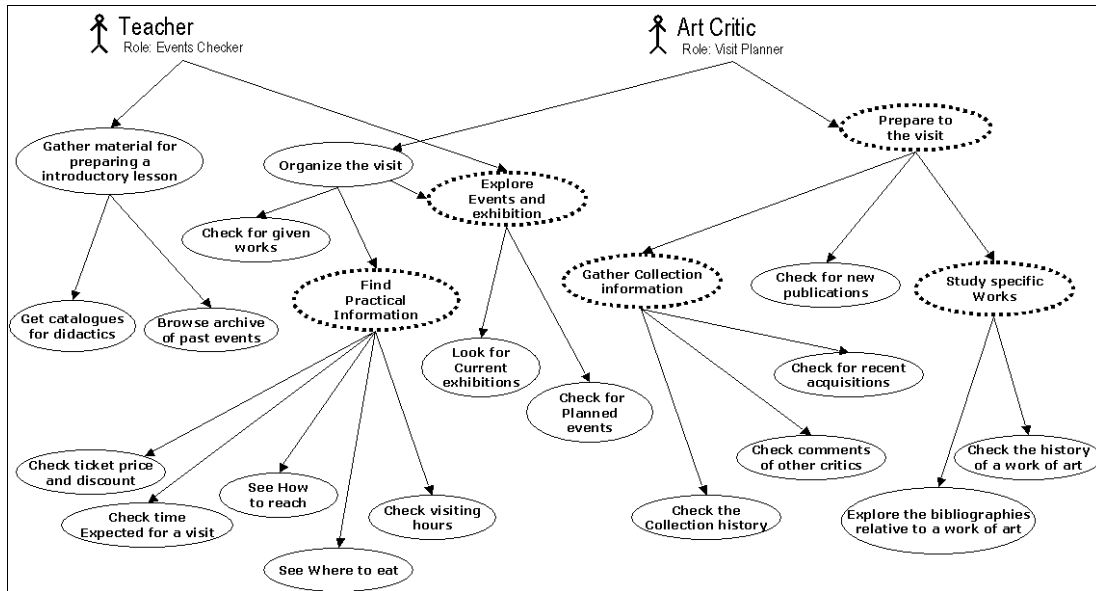 Teacher
Role: Events Checker
Art Critic
Role: Visit Planner
Gather material for
preparing a
introductory lesson
Organize the visit
Explore
Events and
exhibition
Prepare to
the visit
Check for given
works
Find
Practical
Information
Gather Collection
information
Check for new
publications
Study specific
Works
Get catalogues
for didactics
Browse archive
of past events
Look for
Current
exhibitions
Check for
Planned
events
Check for recent
acquisitions
Check ticket price
and discount
Check time
Expected for a visit
See How
to reach
See Where to eat
Check visiting
hours
Check the
Collection history
Check comments
of other critics
Explore the bibliographies
relative to a work of art
Check the history
of a work of art